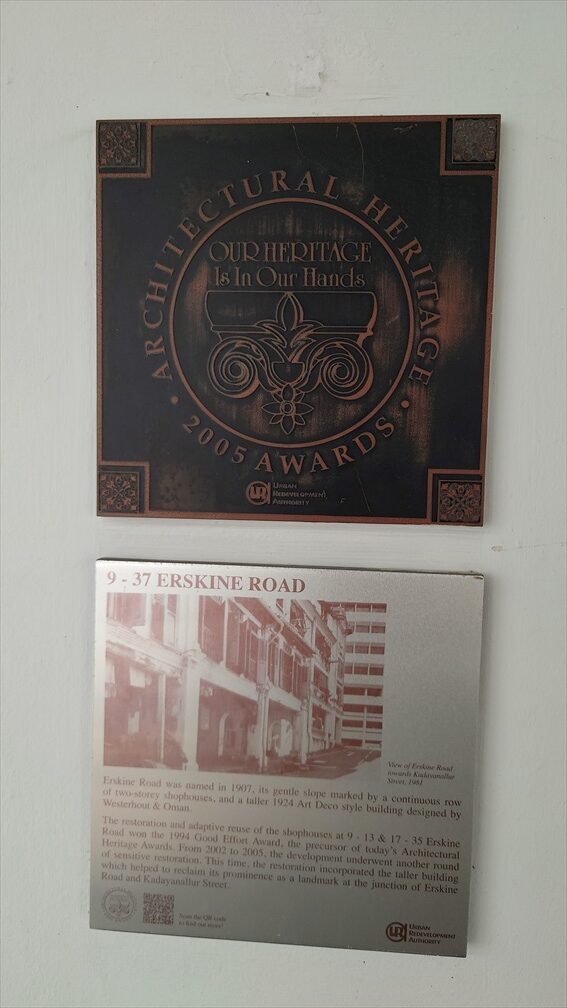 ARCHITECTURAL HERITAGE
OUR HERITAGE
Is In Our Hands
• 2005 AWARDS •
URBAN
REDEVELOPMENT
AUTHORITY
9 - 37 ERSKINE ROAD
View of Erskine Road
towards Kadayanallur
Street, 1981
Erskine Road was named in 1907, its gentle slope marked by a continuous row
of two-storey shophouses, and a taller 1924 Art Deco style building designed by
Westerhout & Oman.
The restoration and adaptive reuse of the shophouses at 9 - 13 & 17 - 35 Erskine
Road won the 1994 Good Effort Award, the precursor of today's Architectural
Heritage Awards. From 2002 to 2005, the development underwent another round
of sensitive restoration. This time, the restoration incorporated the taller building
which helped to reclaim its prominence as a landmark at the junction of Erskine
Road and Kadayanallur Street.
Scan the QR code
to find out more!
URBAN
REDEVELOPMENT
AUTHORITY